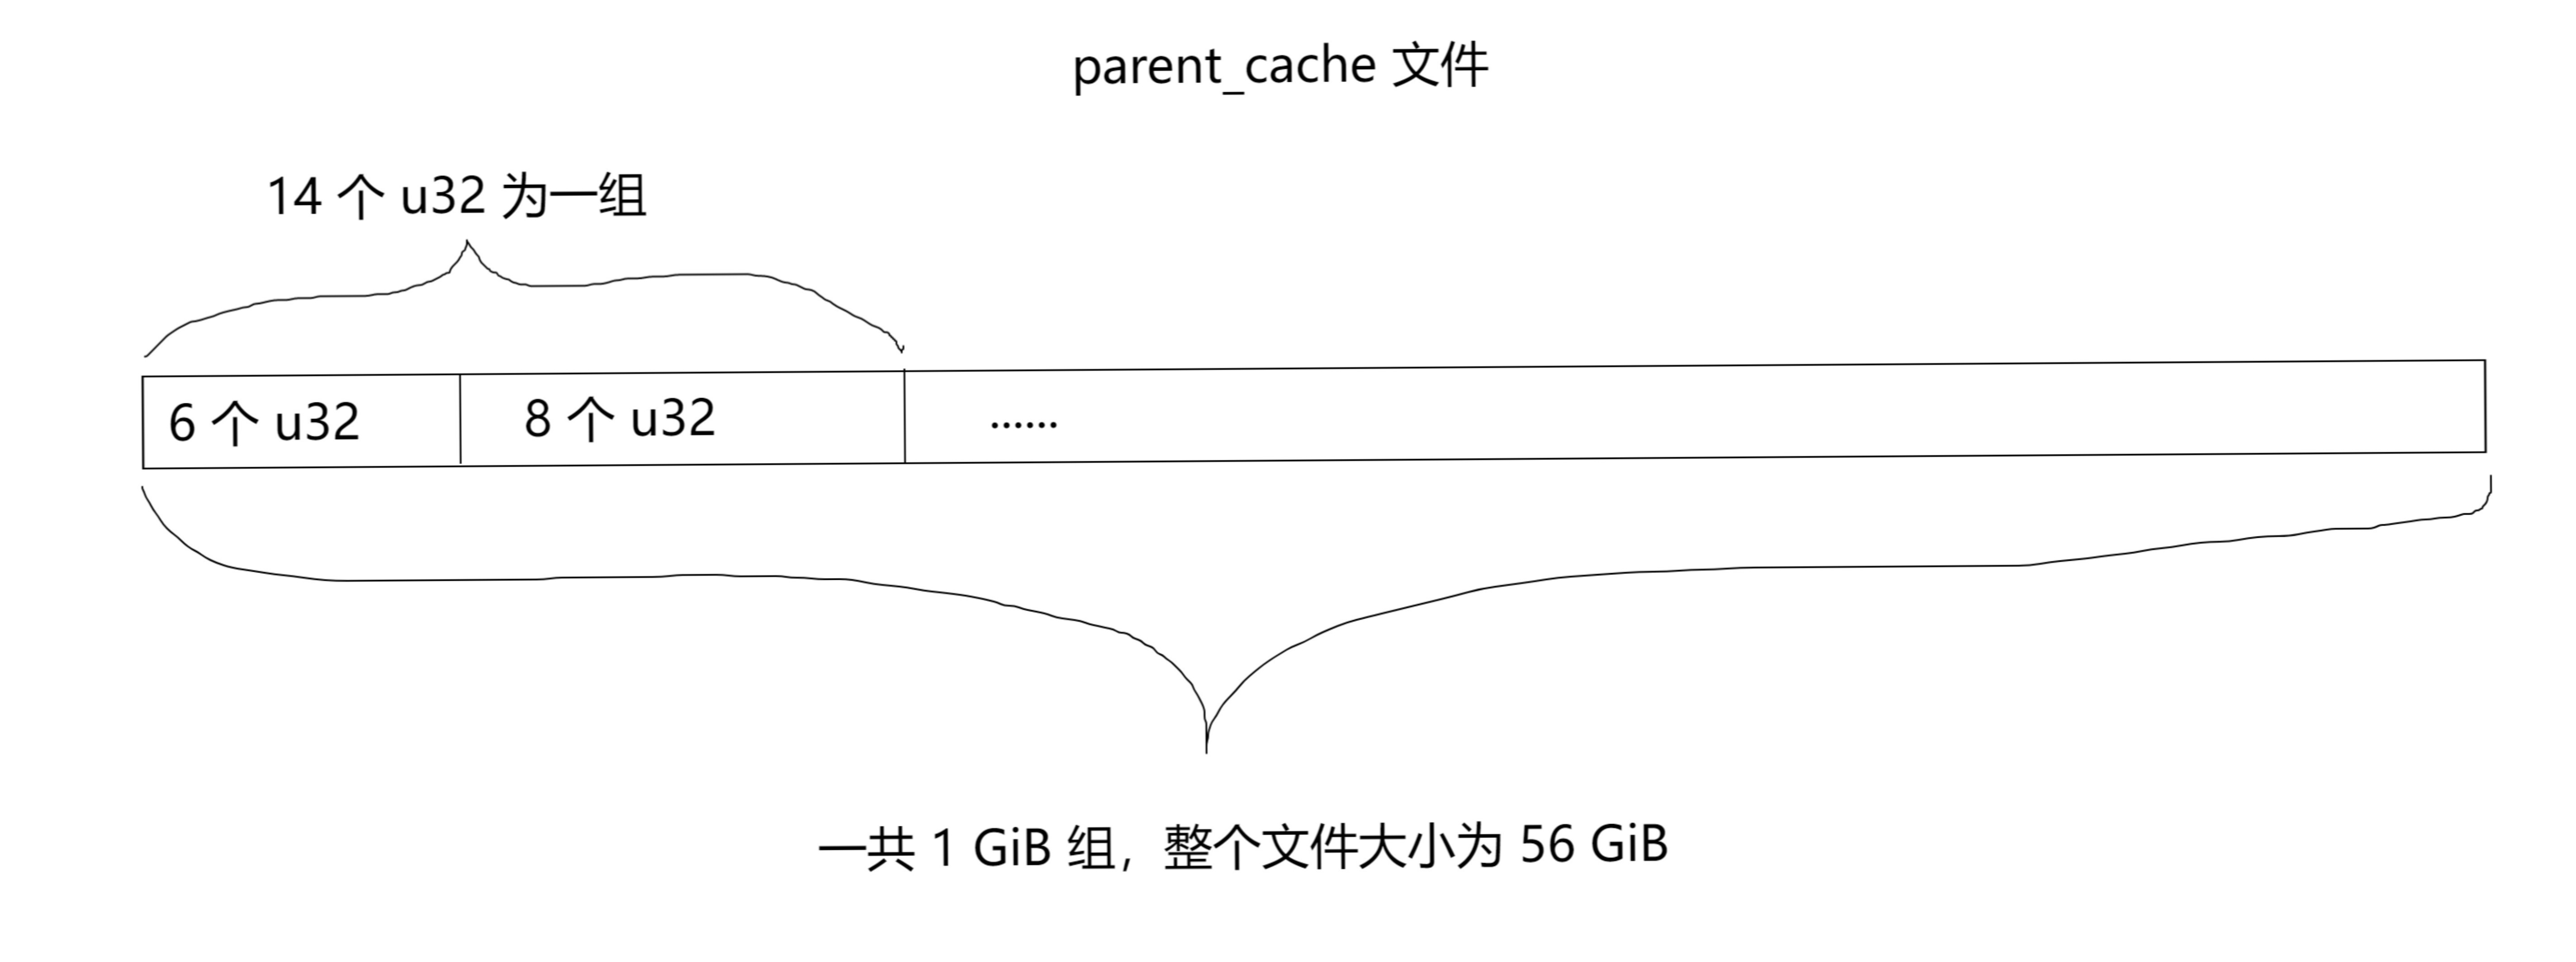 parent_cache 文件
14 个 u32 为一组
6 个 u32
8 个 u32
......
一共 1 GiB 组，整个文件大小为 56 GiB